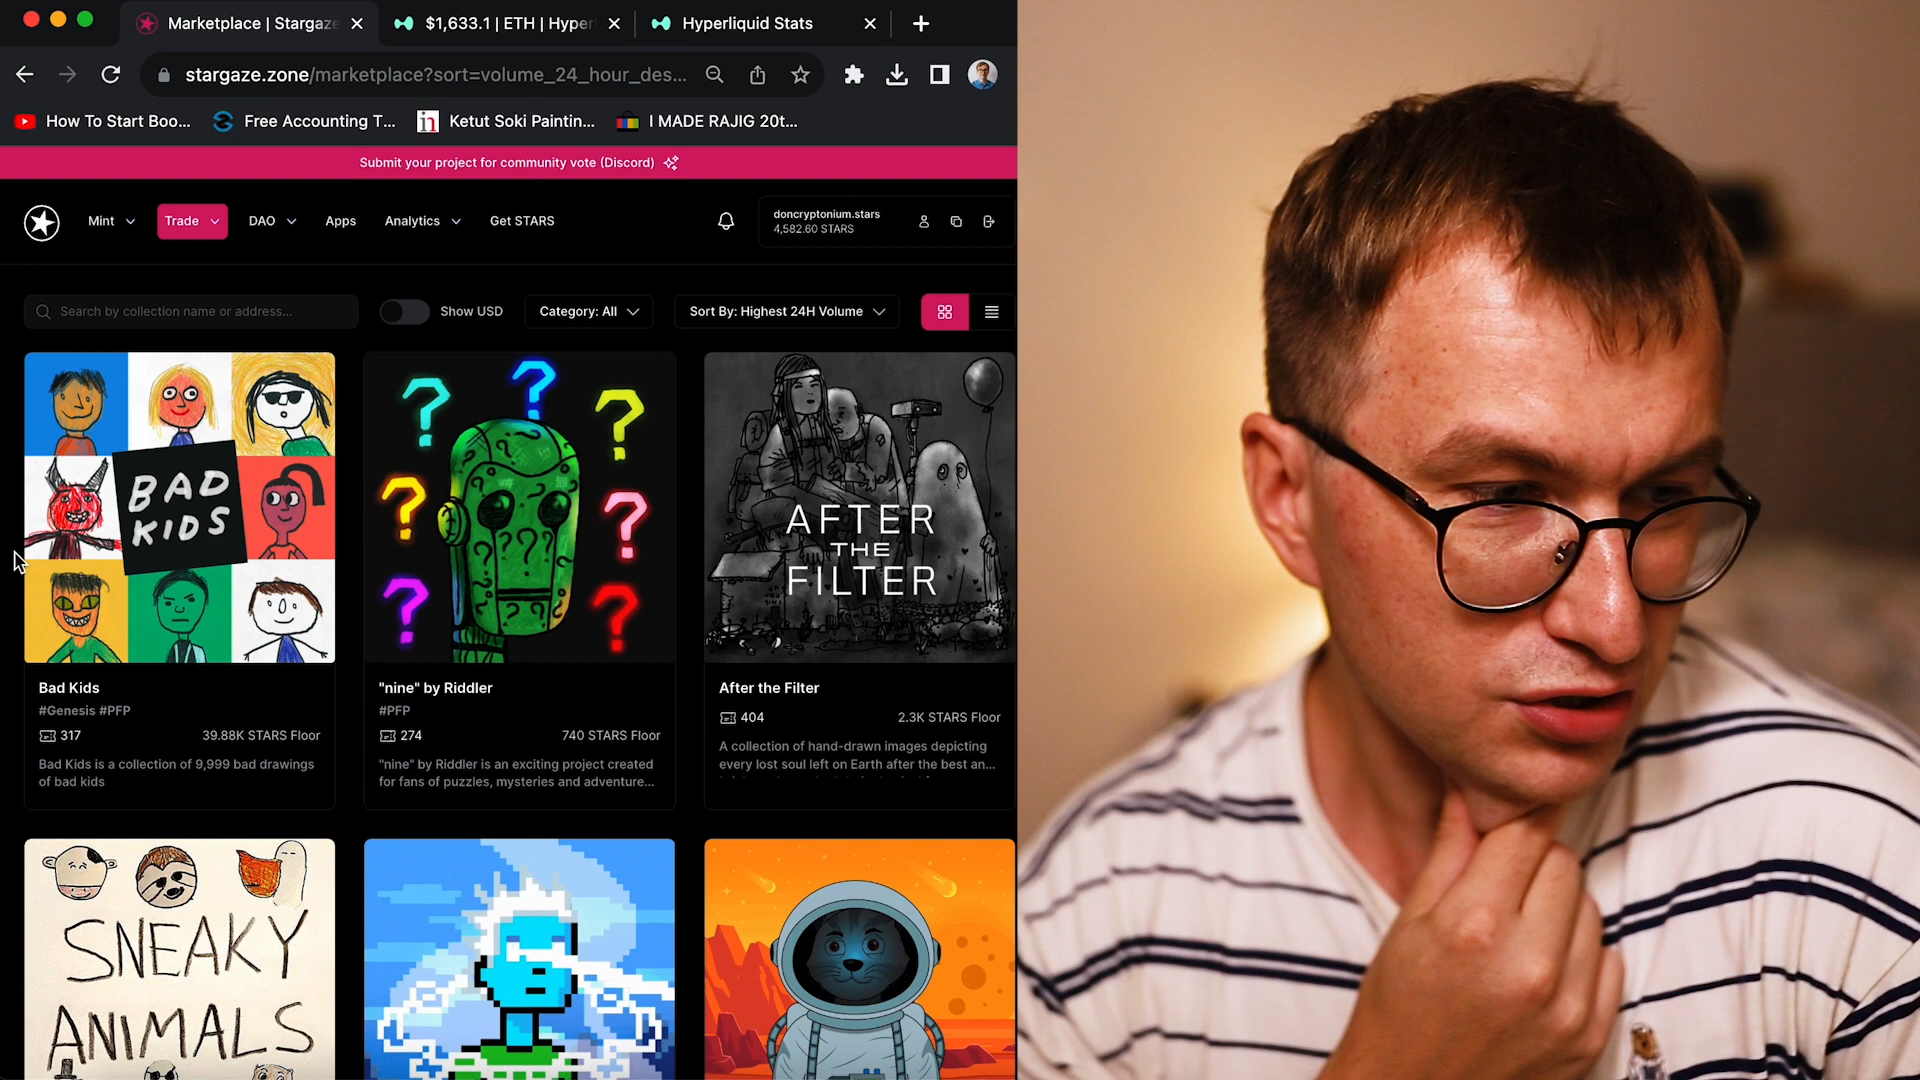 Marketplace | Stargaze
$1,633.1 | ETH | Hyper
Hyperliquid Stats
stargaze.zone/marketplace?sort=volume_24_hour_des...
How To Start Boo...
Free Accounting T...
Ketut Soki Paintin...
I MADE RAJIG 20t...
Submit your project for community vote (Discord)
Mint
Trade
DAO
Apps
Analytics
Get STARS
doncryptonium.stars
4,582.60 STARS
Search by collection name or address...
Show USD
Category: All
Sort By: Highest 24H Volume
BAD
KIDS
AFTER
THE
FILTER
Bad Kids
#Genesis #PFP
317
39.88K STARS Floor
Bad Kids is a collection of 9,999 bad drawings
of bad kids
"nine" by Riddler
#PFP
274
740 STARS Floor
"nine" by Riddler is an exciting project created
for fans of puzzles, mysteries and adventure...
After the Filter
404
2.3K STARS Floor
A collection of hand-drawn images depicting
every lost soul left on Earth after the best an...
SNEAKY
ANIMALS